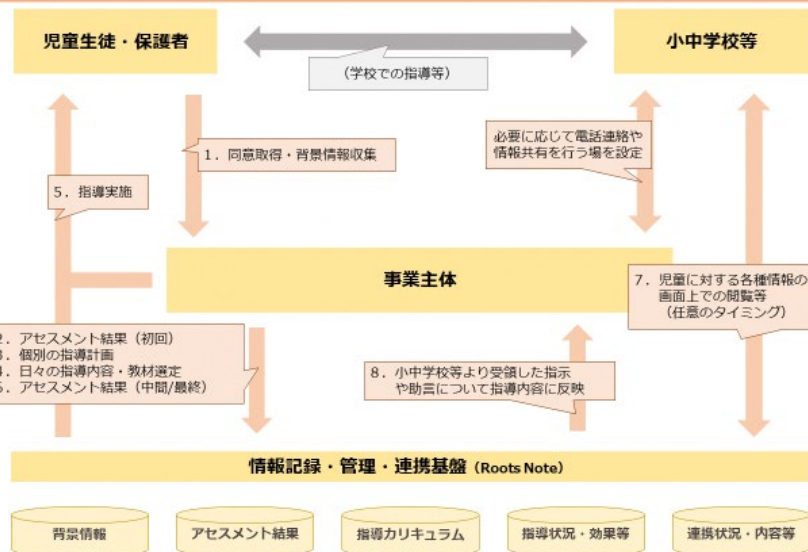 児童生徒・保護者
小中学校等
(学校での指導等)
1. 同意取得・背景情報収集
必要に応じて電話連絡や
情報共有を行う場を設定
5. 指導実施
事業主体
7. 児童に対する各種情報の
画面上での閲覧等
(任意のタイミング)
2. アセスメント結果（初回）
3. 個別の指導計画
4. 日々の指導内容・教材選定
アセスメント結果（中間/最終）
8. 小中学校等より受領した指示
や助言について指導内容に反映
情報記録・管理・連携基盤（Roots Note）
背景情報
アセスメント結果
指導カリキュラム
指導状況・効果等
連携状況・内容等